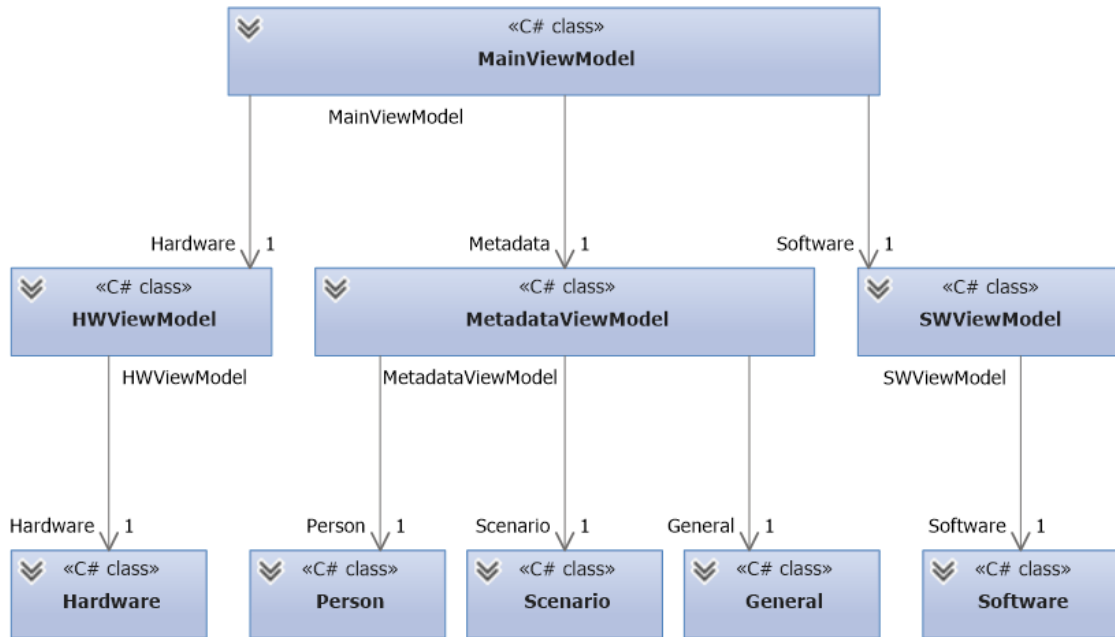 «C# class»
MainViewModel
MainViewModel
Hardware 1
Metadata 1
Software 1
«C# class»
HWViewModel
«C# class»
MetadataViewModel
«C# class»
SWViewModel
HWViewModel
MetadataViewModel
SWViewModel
Hardware 1
Person 1
Scenario 1
General 1
Software 1
«C# class»
Hardware
«C# class»
Person
«C# class»
Scenario
«C# class»
General
«C# class»
Software